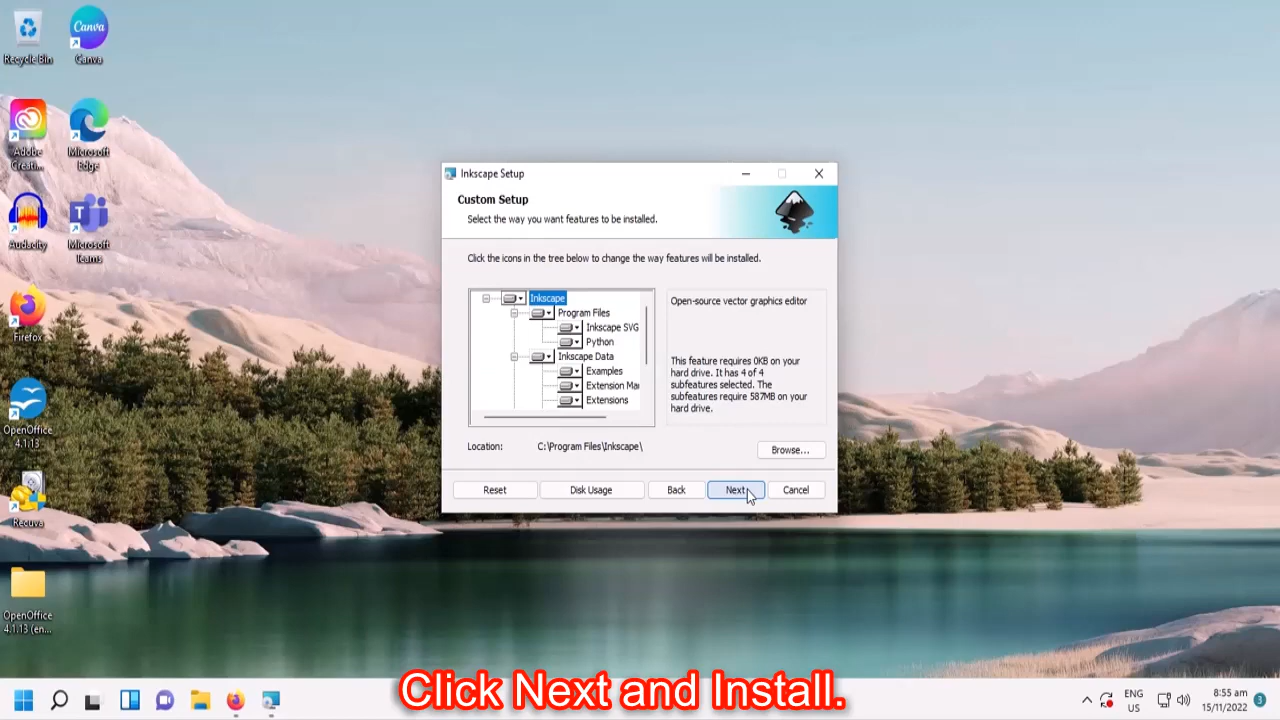 Recycle Bin
Canva
Canva
Adobe
Creati...
Microsoft
Edge
Audacity
Microsoft
Teams
Firefox
OpenOffice
4.1.13
Recuva
OpenOffice
4.1.13 (en...
Inkscape Setup
Custom Setup
Select the way you want features to be installed.
Click the icons in the tree below to change the way features will be installed.
Inkscape
Program Files
Inkscape SVG
Python
Inkscape Data
Examples
Extension Ma
Extensions
Open-source vector graphics editor
This feature requires 0KB on your
hard drive. It has 4 of 4
subfeatures selected. The
subfeatures require 587MB on your
hard drive.
Location: C:\Program Files\Inkscape\
Browse...
Reset Disk Usage Back Next Cancel
Click Next and Install.
ENG
US
8:55 am
15/11/2022
3